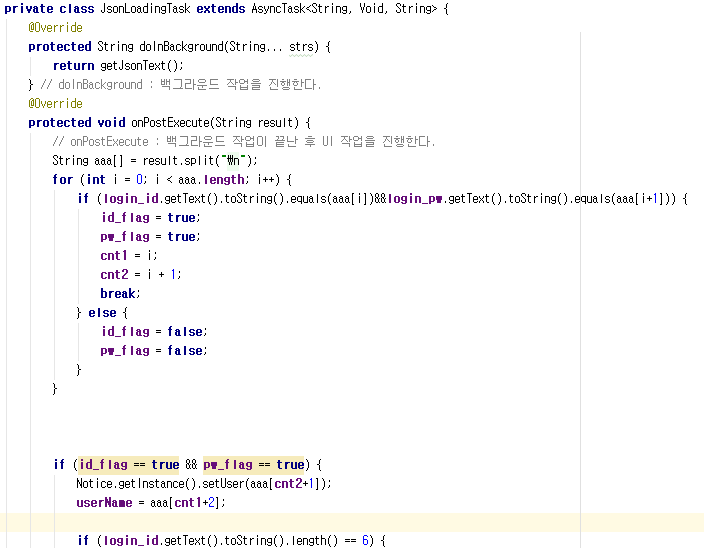 private class JsonLoadingTask extends AsyncTask<String, Void, String> {
@Override
protected String doInBackground(String... strs) {
return getJsonText();
} // doInBackground : 백그라운드 작업을 진행한다.
@Override
protected void onPostExecute(String result) {
// onPostExecute : 백그라운드 작업이 끝난 후 UI 작업을 진행한다.
String aaa[] = result.split("₩n");
for (int i = 0; i < aaa.length; i++) {
if (login_id.getText().toString().equals(aaa[i])&&login_pw.getText().toString().equals(aaa[i+1])) {
id_flag = true;
pw_flag = true;
cnt1 = i;
cnt2 = i + 1;
break;
} else {
id_flag = false;
pw_flag = false;
}
}
if (id_flag == true && pw_flag == true) {
Notice.getInstance().setUser(aaa[cnt2+1]);
userName = aaa[cnt1+2];
if (login_id.getText().toString().length() == 6) {